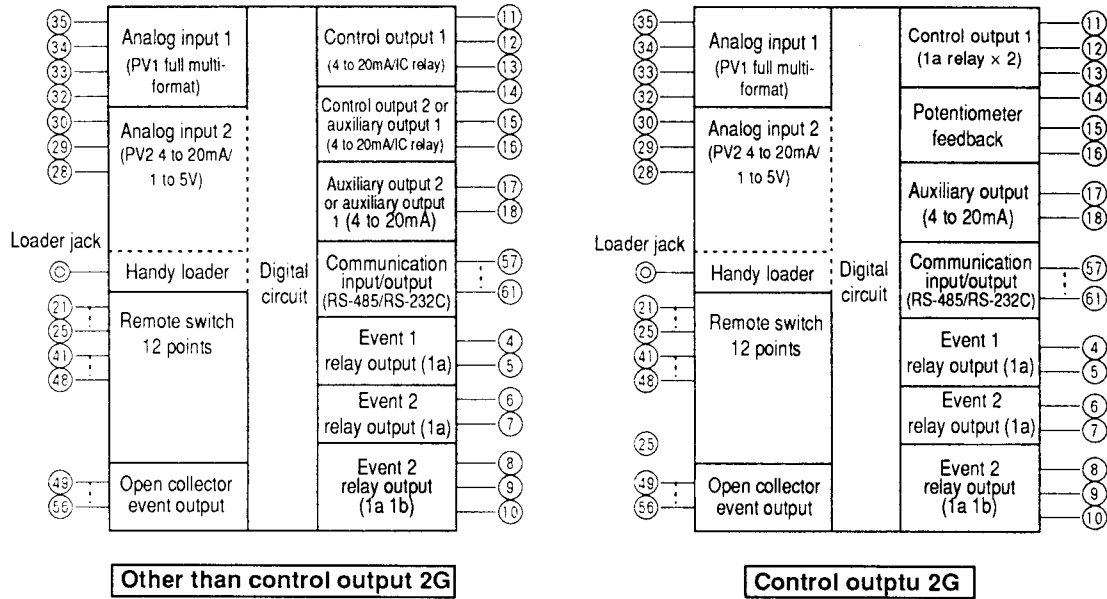 35
34
33
32
30
29
28
Loader jack
21
25
41
48
49
56
Analog input 1
(PV1 full multi-
format)
Analog input 2
(PV2 4 to 20mA/
1 to 5V)
Handy loader
Remote switch
12 points
Open collector
event output
Digital
circuit
Control output 1
(4 to 20mA/IC relay)
Control output 2 or
auxiliary output 1
(4 to 20mA/IC relay)
Auxiliary output 2
or auxiliary output
1 (4 to 20mA)
Communication
input/output
(RS-485/RS-232C)
Event 1
relay output (1a)
Event 2
relay output (1a)
Event 2
relay output
(1a 1b)
11
12
13
14
15
16
17
18
57
61
4
5
6
7
8
9
10
Other than control output 2G
35
34
33
32
30
29
28
Loader jack
21
25
41
48
25
49
56
Analog input 1
(PV1 full multi-
format)
Analog input 2
(PV2 4 to 20mA/
1 to 5V)
Handy loader
Remote switch
12 points
Open collector
event output
Digital
circuit
Control output 1
(1a relay × 2)
Potentiometer
feedback
Auxiliary output
(4 to 20mA)
Communication
input/output
(RS-485/RS-232C)
Event 1
relay output (1a)
Event 2
relay output (1a)
Event 2
relay output
(1a 1b)
11
12
13
14
15
16
17
18
57
61
4
5
6
7
8
9
10
Control outptu 2G